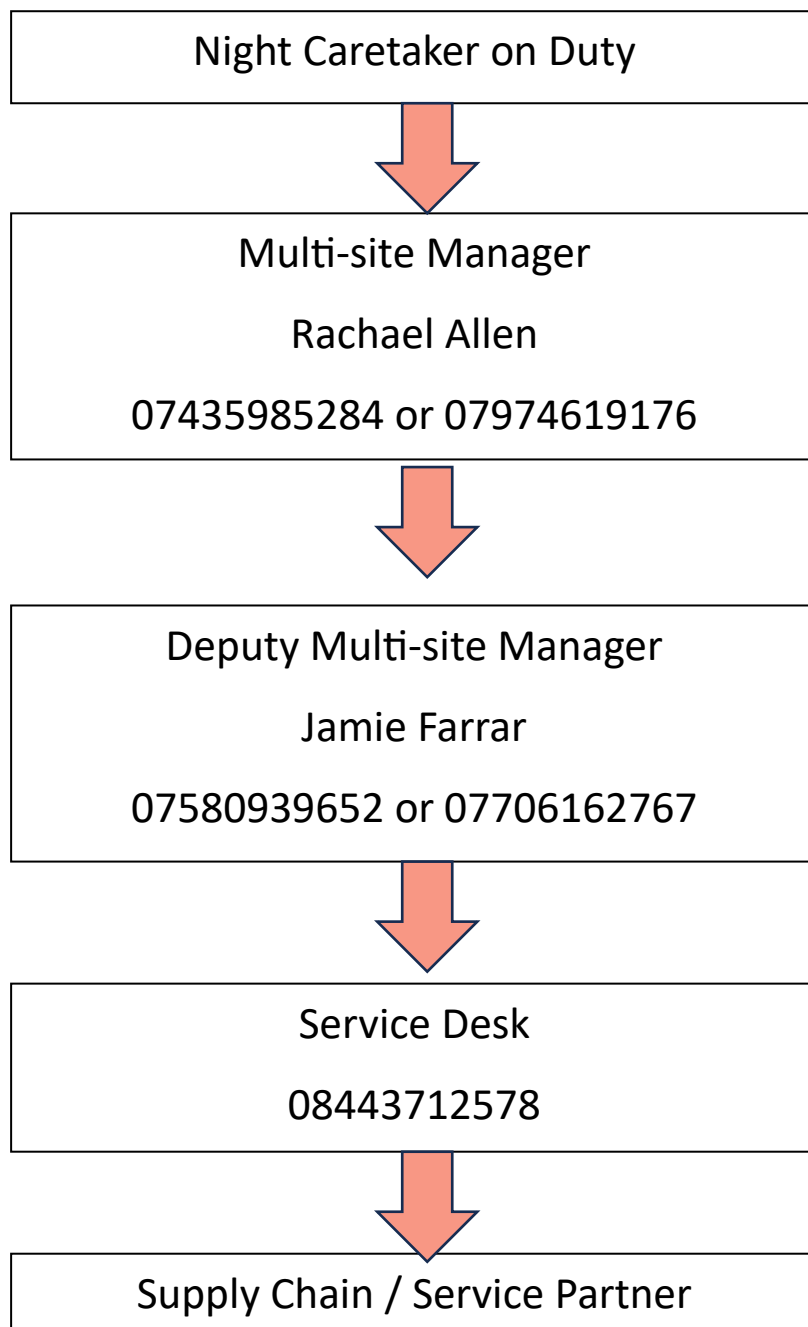 Night Caretaker on Duty
Multi-site Manager
Rachael Allen
07435985284 or 07974619176
Deputy Multi-site Manager
Jamie Farrar
07580939652 or 07706162767
Service Desk
08443712578
Supply Chain / Service Partner